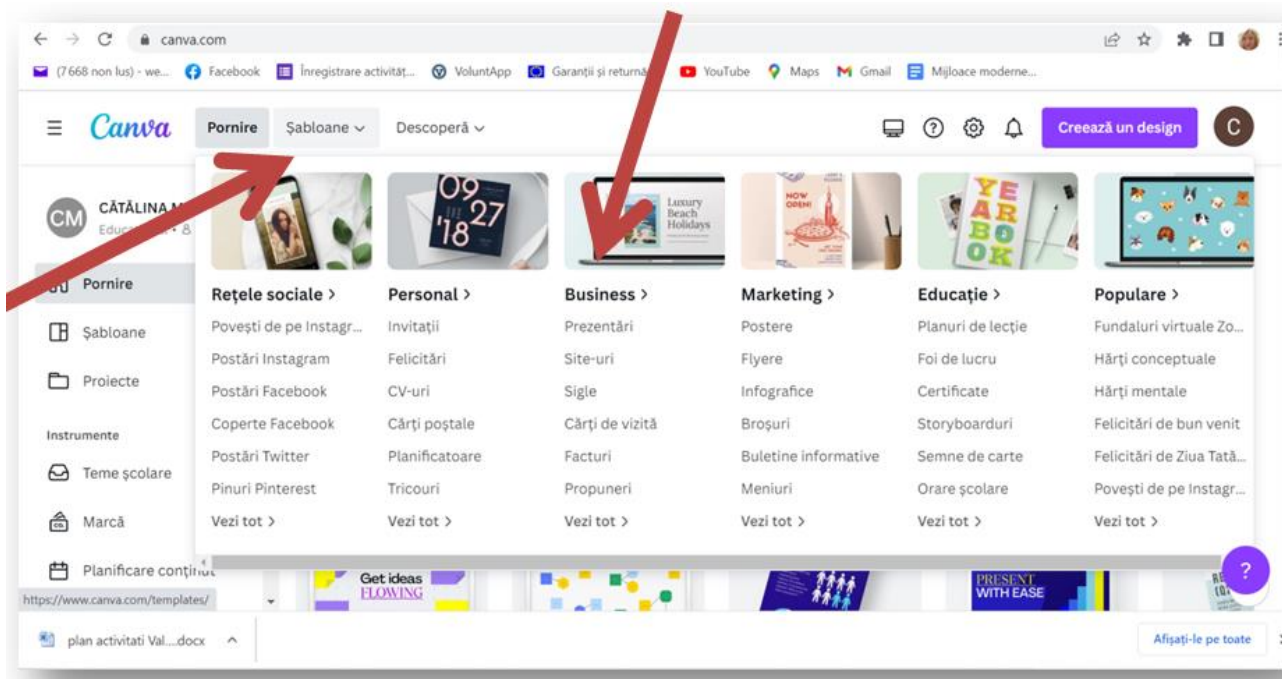 canva.com
(7 668 non lus) - we... Facebook Înregistrare activităț... VoluntApp Garanții și returnă YouTube Maps Gmail Mijloace moderne...
Canva Pornire Șabloane Descoperă Creează un design C
CM CĂTĂLINA M
Pornire
Șabloane
Proiecte
Instrumente
Teme școlare
Marcă
Planificare conținut
09
27
'18
Luxury
Beach
Holidays
NOW
OPEN!
YE
AR
BO
OK
Rețele sociale >
Povești de pe Instagr...
Postări Instagram
Postări Facebook
Coperte Facebook
Postări Twitter
Pinuri Pinterest
Vezi tot >
Personal >
Invitații
Felicitări
CV-uri
Cărți poștale
Planificatoare
Tricouri
Vezi tot >
Business >
Prezentări
Site-uri
Sigle
Cărți de vizită
Facturi
Propuneri
Vezi tot >
Marketing >
Postere
Flyere
Infografice
Broșuri
Buletine informative
Meniuri
Vezi tot >
Educație >
Planuri de lecție
Foi de lucru
Certificate
Storyboarduri
Semne de carte
Orare școlare
Vezi tot >
Populare >
Fundaluri virtuale Zo...
Hărți conceptuale
Hărți mentale
Felicitări de bun venit
Felicitări de Ziua Tată...
Povești de pe Instagr...
Vezi tot >
Get ideas
FLOWING
PRESENT
WITH EASE
?
https://www.canva.com/templates/
plan activitati Val....docx
Afișați-le pe toate